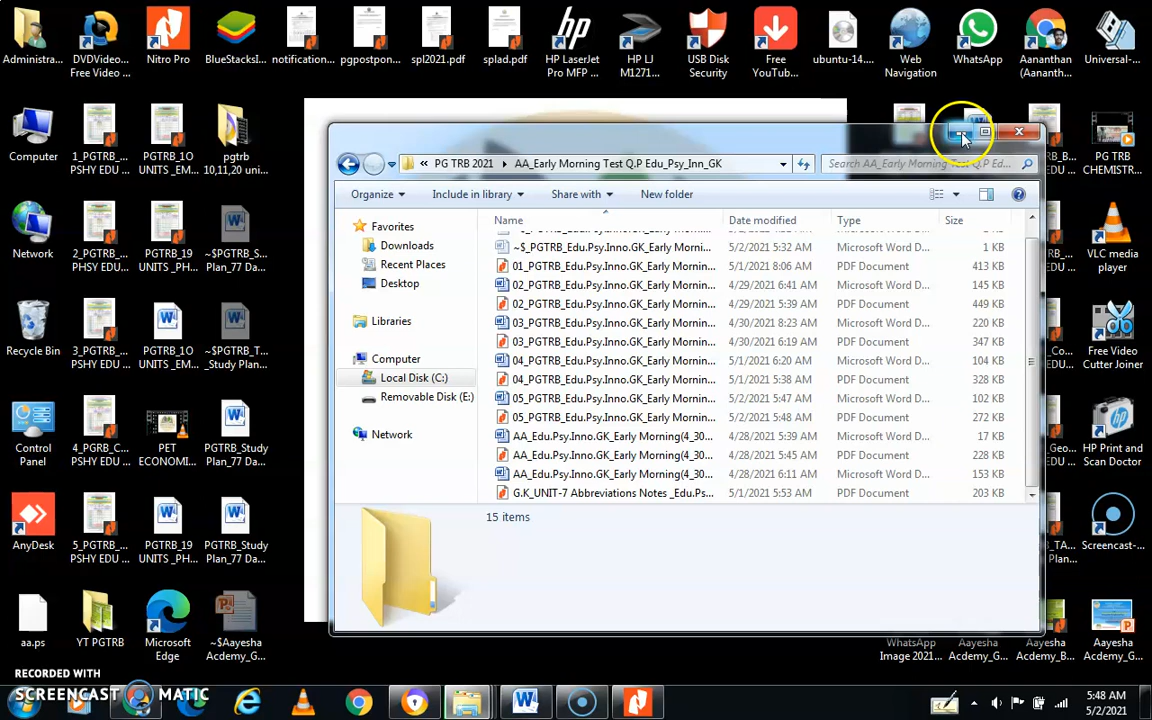 Administra...
DVDVideo...
Free Video ...
Nitro Pro
BlueStacksI...
notification...
pgpostpon...
spl2021.pdf
splad.pdf
HP LaserJet
Pro MFP ...
HP LJ
M1271...
USB Disk
Security
Free
YouTub...
ubuntu-14....
Web
Navigation
WhatsApp
Aananthan
(Aananth...
Universal-...
Computer
1_PGTRB_...
PHSY EDU ...
PGTRB_1O
UNITS _PH...
pgtrb
10,11,20 uni...
PG TRB
CHEMISTR...
Network
2_PGTRB_...
PHSY EDU ...
PGTRB_19
UNITS _PH...
~$PGTRB_S...
Plan_77 Da...
VLC media
player
Recycle Bin
3_PGTRB_...
PSHY EDU ...
PGTRB_1O
UNITS _EM...
~$PGTRB_T...
_Study Plan...
Free Video
Cutter Joiner
Control
Panel
4_PGRB_C...
PSHY EDU ...
PET
ECONOMI...
PGTRB_Study
Plan_77 Da...
HP Print and
Scan Doctor
AnyDesk
5_PGTRB_...
PSHY EDU ...
PGTRB_19
UNITS _PH...
PGTRB_Study
Plan_77 Da...
Screencast-...
aa.ps
YT PGTRB
Microsoft
Edge
~$Aayesha
Acdemy_G...
WhatsApp
Image 2021...
Aayesha
Acdemy_G...
Aayesha
Acdemy_B...
Aayesha
Acdemy_G...
PG TRB 2021
AA_Early Morning Test Q.P Edu_Psy_Inn_GK
Search AA_Early Morning Test Q.P Ed...
Organize
Include in library
Share with
New folder
Favorites
Downloads
Recent Places
Desktop
Libraries
Computer
Local Disk (C:)
Removable Disk (E:)
Network
Name Date modified Type Size
~$_PGTRB_Edu.Psy.Inno.GK_Early Morni... 5/2/2021 5:32 AM Microsoft Word D... 1 KB
01_PGTRB_Edu.Psy.Inno.GK_Early Mornin... 5/1/2021 8:06 AM PDF Document 413 KB
02_PGTRB_Edu.Psy.Inno.GK_Early Mornin... 4/29/2021 6:41 AM Microsoft Word D... 145 KB
02_PGTRB_Edu.Psy.Inno.GK_Early Mornin... 4/29/2021 5:39 AM PDF Document 449 KB
03_PGTRB_Edu.Psy.Inno.GK_Early Mornin... 4/30/2021 8:23 AM Microsoft Word D... 220 KB
03_PGTRB_Edu.Psy.Inno.GK_Early Mornin... 4/30/2021 6:19 AM PDF Document 347 KB
04_PGTRB_Edu.Psy.Inno.GK_Early Mornin... 5/1/2021 6:20 AM Microsoft Word D... 104 KB
04_PGTRB_Edu.Psy.Inno.GK_Early Mornin... 5/1/2021 5:38 AM PDF Document 328 KB
05_PGTRB_Edu.Psy.Inno.GK_Early Mornin... 5/2/2021 5:47 AM Microsoft Word D... 102 KB
05_PGTRB_Edu.Psy.Inno.GK_Early Mornin... 5/2/2021 5:48 AM PDF Document 272 KB
AA_Edu.Psy.Inno.GK_Early Morning(4_30... 4/28/2021 5:39 AM Microsoft Word D... 17 KB
AA_Edu.Psy.Inno.GK_Early Morning(4_30... 4/28/2021 5:45 AM PDF Document 228 KB
AA_Edu.Psy.Inno.GK_Early Morning(4_30... 4/28/2021 6:11 AM Microsoft Word D... 153 KB
G.K_UNIT-7 Abbreviations Notes _Edu.Ps... 5/1/2021 5:53 AM PDF Document 203 KB
15 items
RECORDED WITH
SCREENCAST MATIC
5:48 AM
5/2/2021